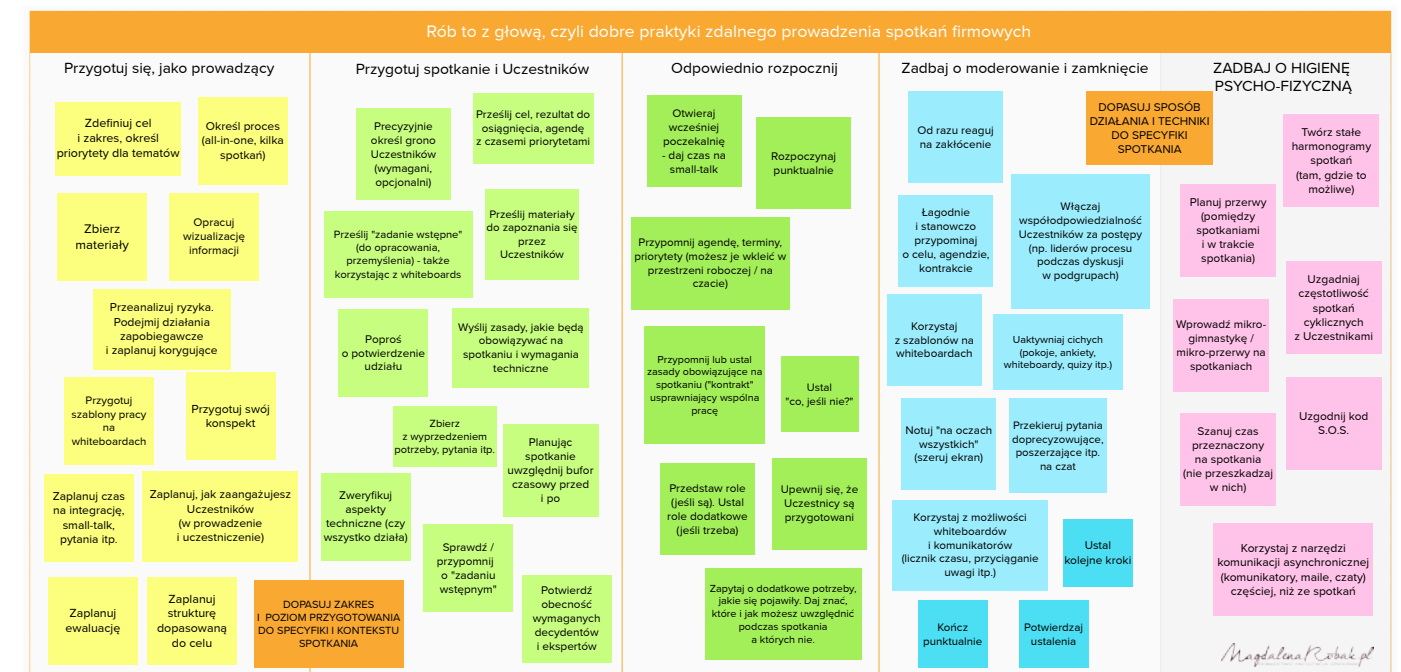 Rób to z głową, czyli dobre praktyki zdalnego prowadzenia spotkań firmowych
Przygotuj się, jako prowadzący
Zdefiniuj cel
i zakres, określ
priorytety dla tematów
Określ proces
(all-in-one, kilka
spotkań)
Zbierz
materiały
Opracuj
wizualizację
informacji
Przeanalizuj ryzyka.
Podejmij działania
zapobiegawcze
i zaplanuj korygujące
Przygotuj
szablony pracy
na
whiteboardach
Przygotuj swój
konspekt
Zaplanuj czas
na integrację,
small-talk,
pytania itp.
Zaplanuj, jak zaangażujesz
Uczestników
(w prowadzenie
i uczestniczenie)
Zaplanuj
ewaluację
Zaplanuj
strukturę
dopasowaną
do celu
DOPASUJ ZAKRES
I POZIOM PRZYGOTOWANIA
DO SPECYFIKI I KONTEKSTU
SPOTKANIA
Przygotuj spotkanie i Uczestników
Precyzyjnie
określ grono
Uczestników
(wymagani,
opcjonalni)
Prześlij cel, rezultat do
osiągnięcia, agendę
z czasemi priorytetami
Prześlij "zadanie wstępne"
(do opracowania,
przemyślenia) - także
korzystając z whiteboards
Prześlij materiały
do zapoznania się
przez
Uczestników
Poproś
o potwierdzenie
udziału
Wyślij zasady, jakie będą
obowiązywać na
spotkaniu i wymagania
techniczne
Zbierz
z wyprzedzeniem
potrzeby, pytania itp.
Planując
spotkanie
uwzględnij bufor
czasowy przed
i po
Zweryfikuj
aspekty
techniczne (czy
wszystko działa)
Sprawdź /
przypomnij
o "zadaniu
wstępnym"
Potwierdź
obecność
wymaganych
decydentów
i ekspertów
Odpowiednio rozpocznij
Otwieraj
wcześniej
poczekalnię
- daj czas na
small-talk
Rozpoczynaj
punktualnie
Przypomnij agendę, terminy,
priorytety (możesz je wkleić w
przestrzeni roboczej / na
czacie)
Przypomnij lub ustal
zasady obowiązujące na
spotkaniu ("kontrakt"
usprawniający wspólna
pracę
Ustal
"co, jeśli nie?"
Przedstaw role
(jeśli są). Ustal
role dodatkowe
(jeśli trzeba)
Upewnij się, że
Uczestnicy są
przygotowani
Zapytaj o dodatkowe potrzeby,
jakie się pojawiły. Daj znać,
które i jak możesz uwzględnić
podczas spotkania
a których nie.
Zadbaj o moderowanie i zamknięcie
Od razu reaguj
na zakłócenie
DOPASUJ SPOSÓB
DZIAŁANIA I TECHNIKI
DO SPECYFIKI
SPOTKANIA
Łagodnie
i stanowczo
przypominaj
o celu, agendzie,
kontrakcie
Włączaj
współodpowiedzialność
Uczestników za postępy
(np. liderów procesu
podczas dyskusji
w podgrupach)
Korzystaj
z szablonów na
whiteboardach
Uaktywniaj cichych
(pokoje, ankiety,
whiteboardy, quizy itp.)
Notuj "na oczach
wszystkich"
(szeruj ekran)
Przekieruj pytania
doprecyzowujące,
poszerzające itp.
na czat
Korzystaj z możliwości
whiteboardów
i komunikatorów
(licznik czasu, przyciąganie
uwagi itp.)
Ustal
kolejne kroki
Kończ
punktualnie
Potwierdzaj
ustalenia
ZADBAJ O HIGIENĘ
PSYCHO-FIZYCZNĄ
Twórz stałe
harmonogramy
spotkań
(tam, gdzie to
możliwe)
Planuj przerwy
(pomiędzy
spotkaniami
i w trakcie
spotkania)
Uzgadniaj
częstotliwość
spotkań
cyklicznych
z Uczestnikami
Wprowadź mikro-
gimnastykę /
mikro-przerwy na
spotkaniach
Uzgodnij kod
S.O.S.
Szanuj czas
przeznaczony
na spotkania
(nie przeszkadzaj
w nich)
Korzystaj z narzędzi
komunikacji asynchronicznej
(komunikatory, maile, czaty)
częściej, niż ze spotkań
MagdalenaRobak.pl